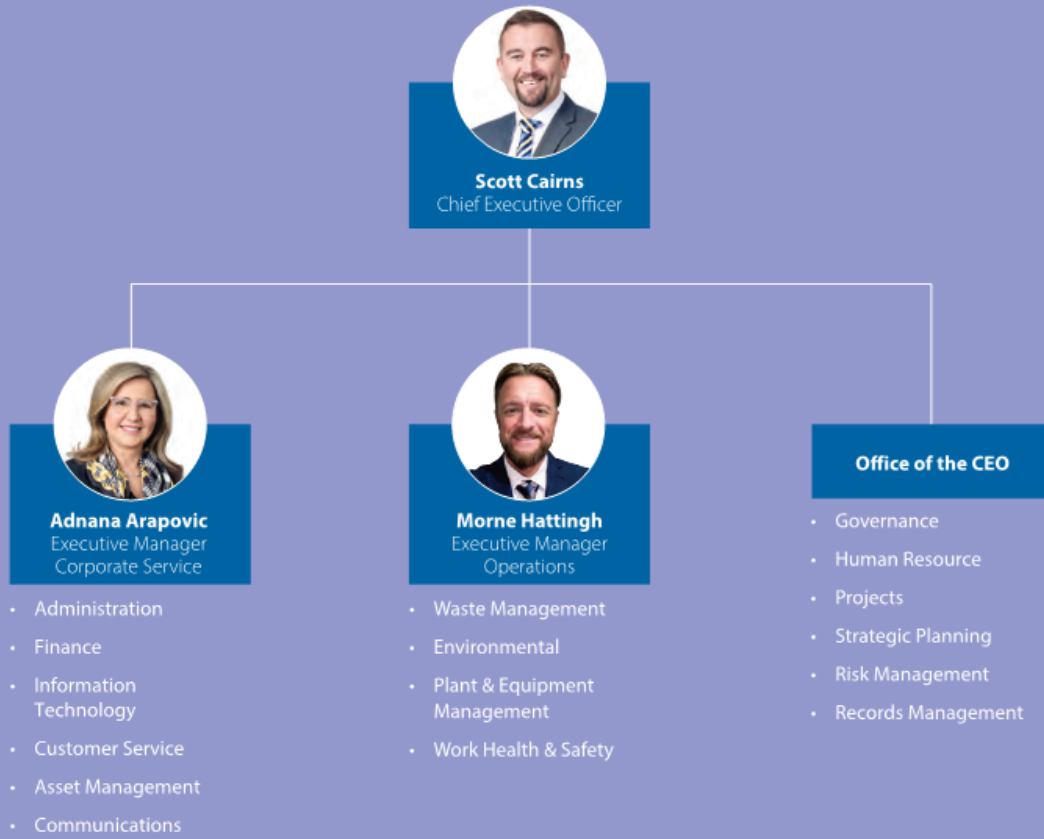 Scott Cairns
Chief Executive Officer
Adnana Arapovic
Executive Manager
Corporate Service
• Administration
• Finance
• Information
Technology
• Customer Service
• Asset Management
• Communications
Morne Hattingh
Executive Manager
Operations
• Waste Management
• Environmental
• Plant & Equipment
Management
• Work Health & Safety
Office of the CEO
• Governance
• Human Resource
• Projects
• Strategic Planning
• Risk Management
• Records Management